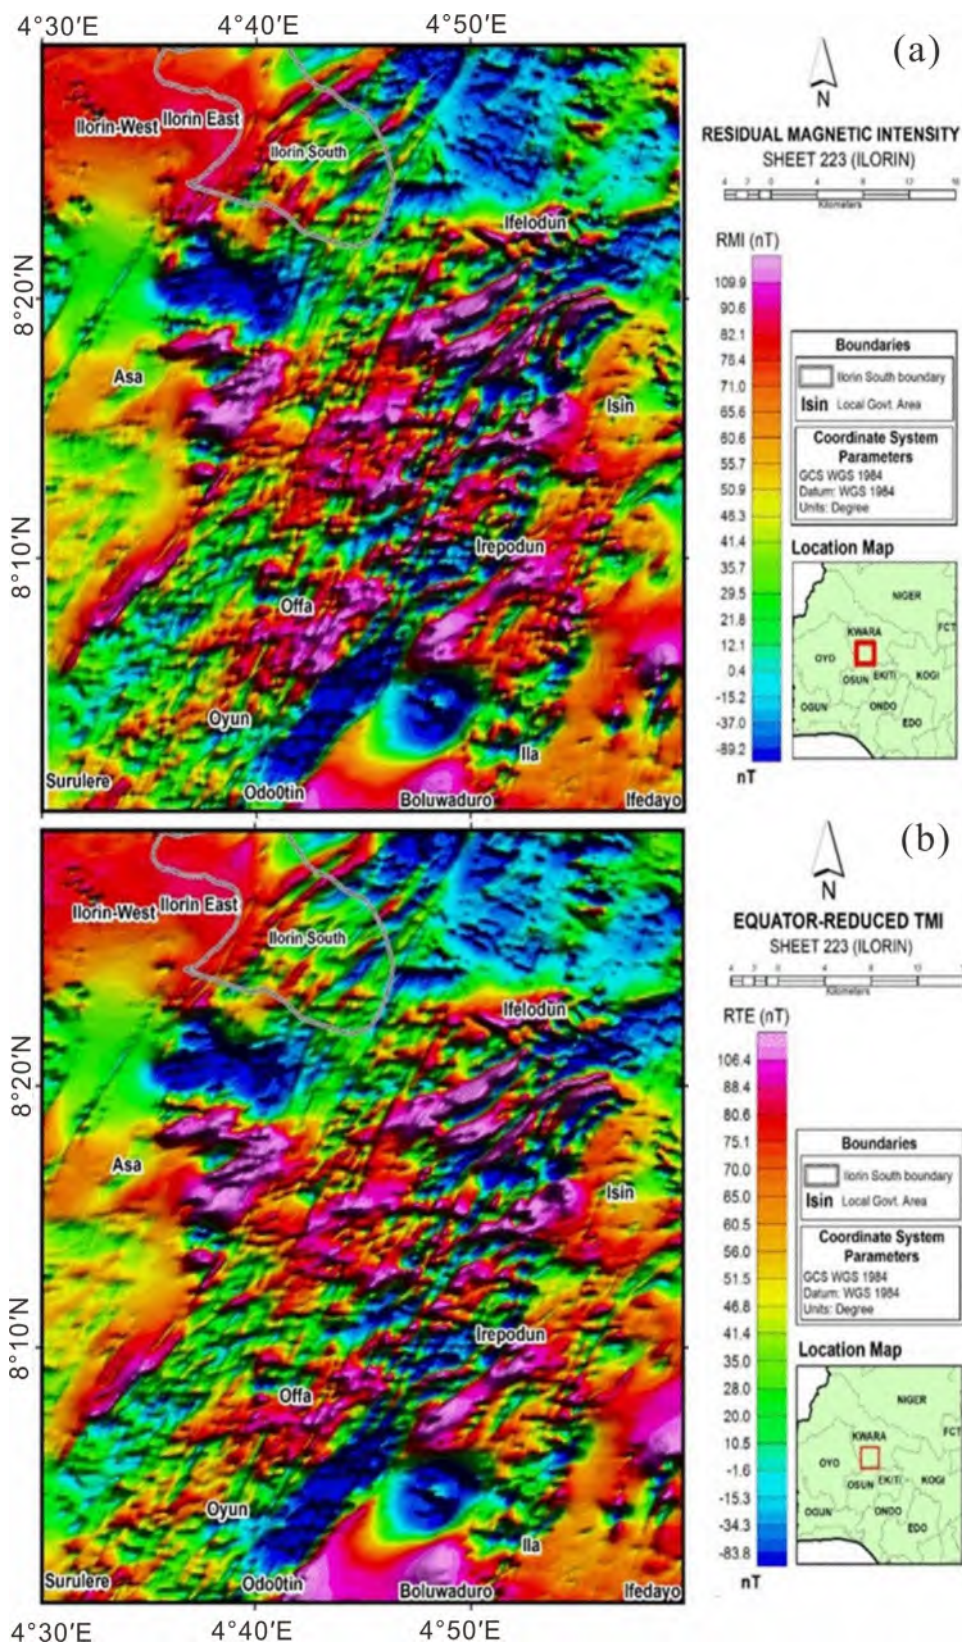 4°30′E
4°40′E
4°50′E
(a)
N
RESIDUAL MAGNETIC INTENSITY
SHEET 223 (ILORIN)
4 2 0 4 8 12 16
Kilometers
Ilorin-West
Ilorin East
Ilorin South
Ifelodun
8°20′N
Asa
Isin
8°10′N
Irepodun
Offa
Oyun
Ila
Surulere
Odo0tin
Boluwaduro
Ifedayo
RMI (nT)
109.9
90.6
82.1
75.4
71.0
65.6
60.6
55.7
50.9
46.3
41.4
35.7
29.5
21.8
12.1
0.4
-15.2
-37.0
-89.2
nT
Boundaries
Ilorin South boundary
Isin Local Govt. Area
Coordinate System
Parameters
GCS WGS 1984
Datum: WGS 1984
Units: Degree
Location Map
NIGER
FCT
KWARA
OYO
OSUN
EKITI
KOGI
OGUN
ONDO
EDO
(b)
N
EQUATOR-REDUCED TMI
SHEET 223 (ILORIN)
Kilometers
Ilorin-West
Ilorin East
Ilorin South
Ifelodun
8°20′N
Asa
Isin
8°10′N
Irepodun
Offa
Oyun
Ila
Surulere
Odo0tin
Boluwaduro
Ifedayo
4°30′E
4°40′E
4°50′E
RTE (nT)
106.4
88.4
80.6
75.1
70.0
65.0
60.5
56.0
51.5
46.8
41.4
35.0
28.0
20.0
10.5
-1.6
-15.3
-34.3
-83.8
nT
Boundaries
Ilorin South boundary
Isin Local Govt. Area
Coordinate System
Parameters
GCS WGS 1984
Datum: WGS 1984
Units: Degree
Location Map
NIGER
FCT
KWARA
OYO
OSUN
EKITI
KOGI
OGUN
ONDO
EDO